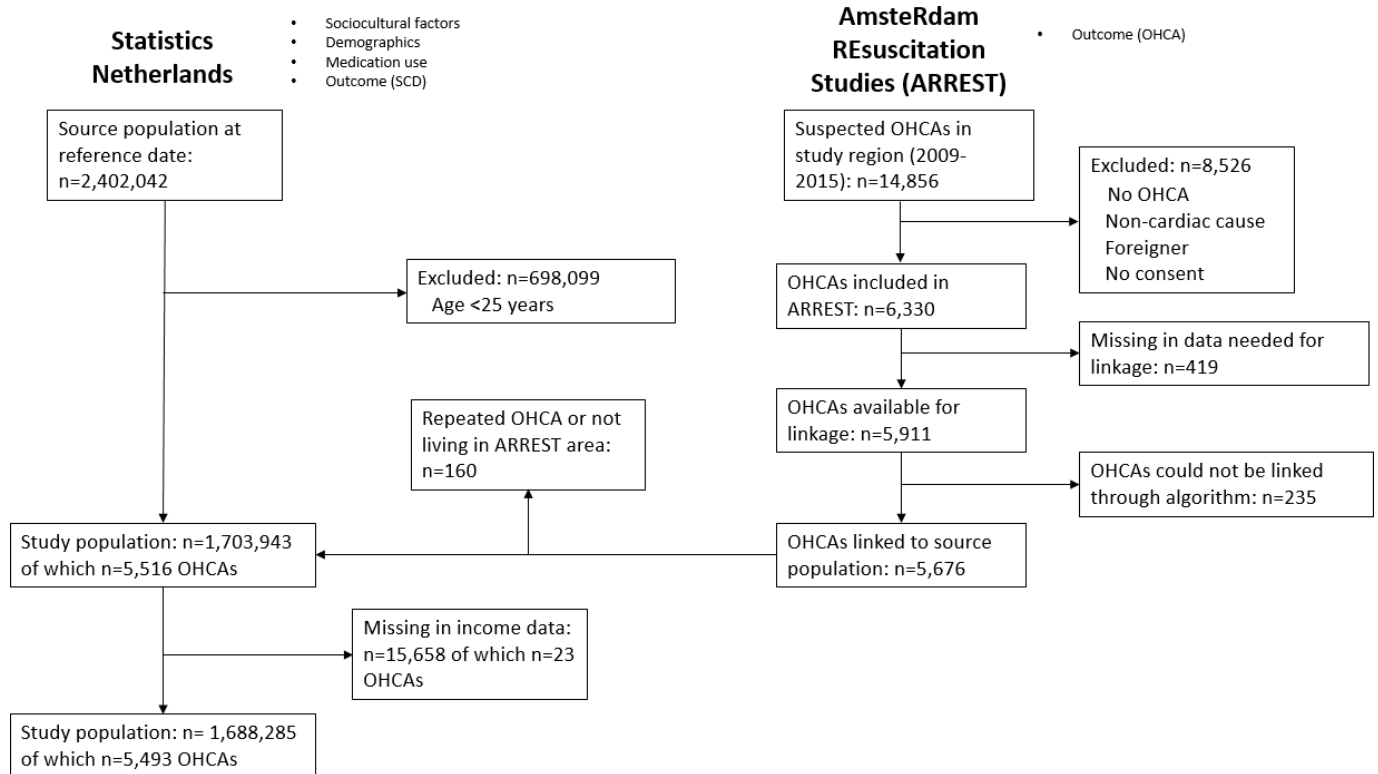 Statistics
Netherlands
• Sociocultural factors
• Demographics
• Medication use
• Outcome (SCD)
AmsteRdam
REsuscitation
Studies (ARREST)
• Outcome (OHCA)
Source population at
reference date:
n=2,402,042
Suspected OHCAs in
study region (2009-
2015): n=14,856
Excluded: n=8,526
No OHCA
Non-cardiac cause
Foreigner
No consent
Excluded: n=698,099
Age <25 years
OHCAs included in
ARREST: n=6,330
Missing in data needed for
linkage: n=419
OHCAs available for
linkage: n=5,911
Repeated OHCA or not
living in ARREST area:
n=160
OHCAs could not be linked
through algorithm: n=235
Study population: n=1,703,943
of which n=5,516 OHCAs
OHCAs linked to source
population: n=5,676
Missing in income data:
n=15,658 of which n=23
OHCAs
Study population: n= 1,688,285
of which n=5,493 OHCAs